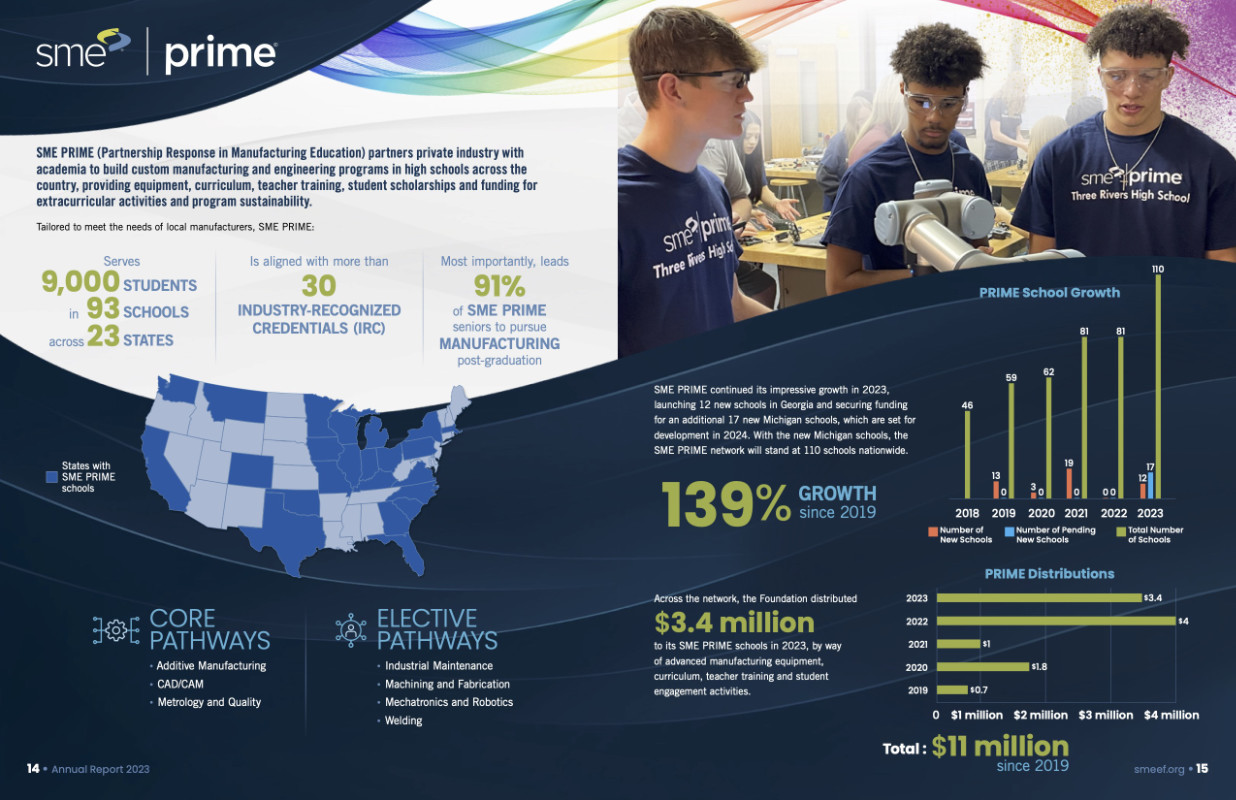 sme | prime®
SME PRIME (Partnership Response in Manufacturing Education) partners private industry with
academia to build custom manufacturing and engineering programs in high schools across the
country, providing equipment, curriculum, teacher training, student scholarships and funding for
extracurricular activities and program sustainability.
Tailored to meet the needs of local manufacturers, SME PRIME:
Serves
9,000 STUDENTS
in 93 SCHOOLS
across 23 STATES
Is aligned with more than
30
INDUSTRY-RECOGNIZED
CREDENTIALS (IRC)
Most importantly, leads
91%
of SME PRIME
seniors to pursue
MANUFACTURING
post-graduation
States with
SME PRIME
schools
CORE
PATHWAYS
• Additive Manufacturing
• CAD/CAM
• Metrology and Quality
ELECTIVE
PATHWAYS
• Industrial Maintenance
• Machining and Fabrication
• Mechatronics and Robotics
• Welding
14 • Annual Report 2023
sme prime
Three Rivers High Sc
sme prime
Three Rivers High School
SME PRIME continued its impressive growth in 2023,
launching 12 new schools in Georgia and securing funding
for an additional 17 new Michigan schools, which are set for
development in 2024. With the new Michigan schools, the
SME PRIME network will stand at 110 schools nationwide.
139% GROWTH
since 2019
PRIME School Growth
46
13 0 59
3 0 62
19 0 81
0 0 81
12 17 110
2018 2019 2020 2021 2022 2023
Number of
New Schools
Number of Pending
New Schools
Total Number
of Schools
Across the network, the Foundation distributed
$3.4 million
to its SME PRIME schools in 2023, by way
of advanced manufacturing equipment,
curriculum, teacher training and student
engagement activities.
PRIME Distributions
2023 $3.4
2022 $4
2021 $1
2020 $1.8
2019 $0.7
0 $1 million $2 million $3 million $4 million
Total: $11 million
since 2019
smeef.org • 15